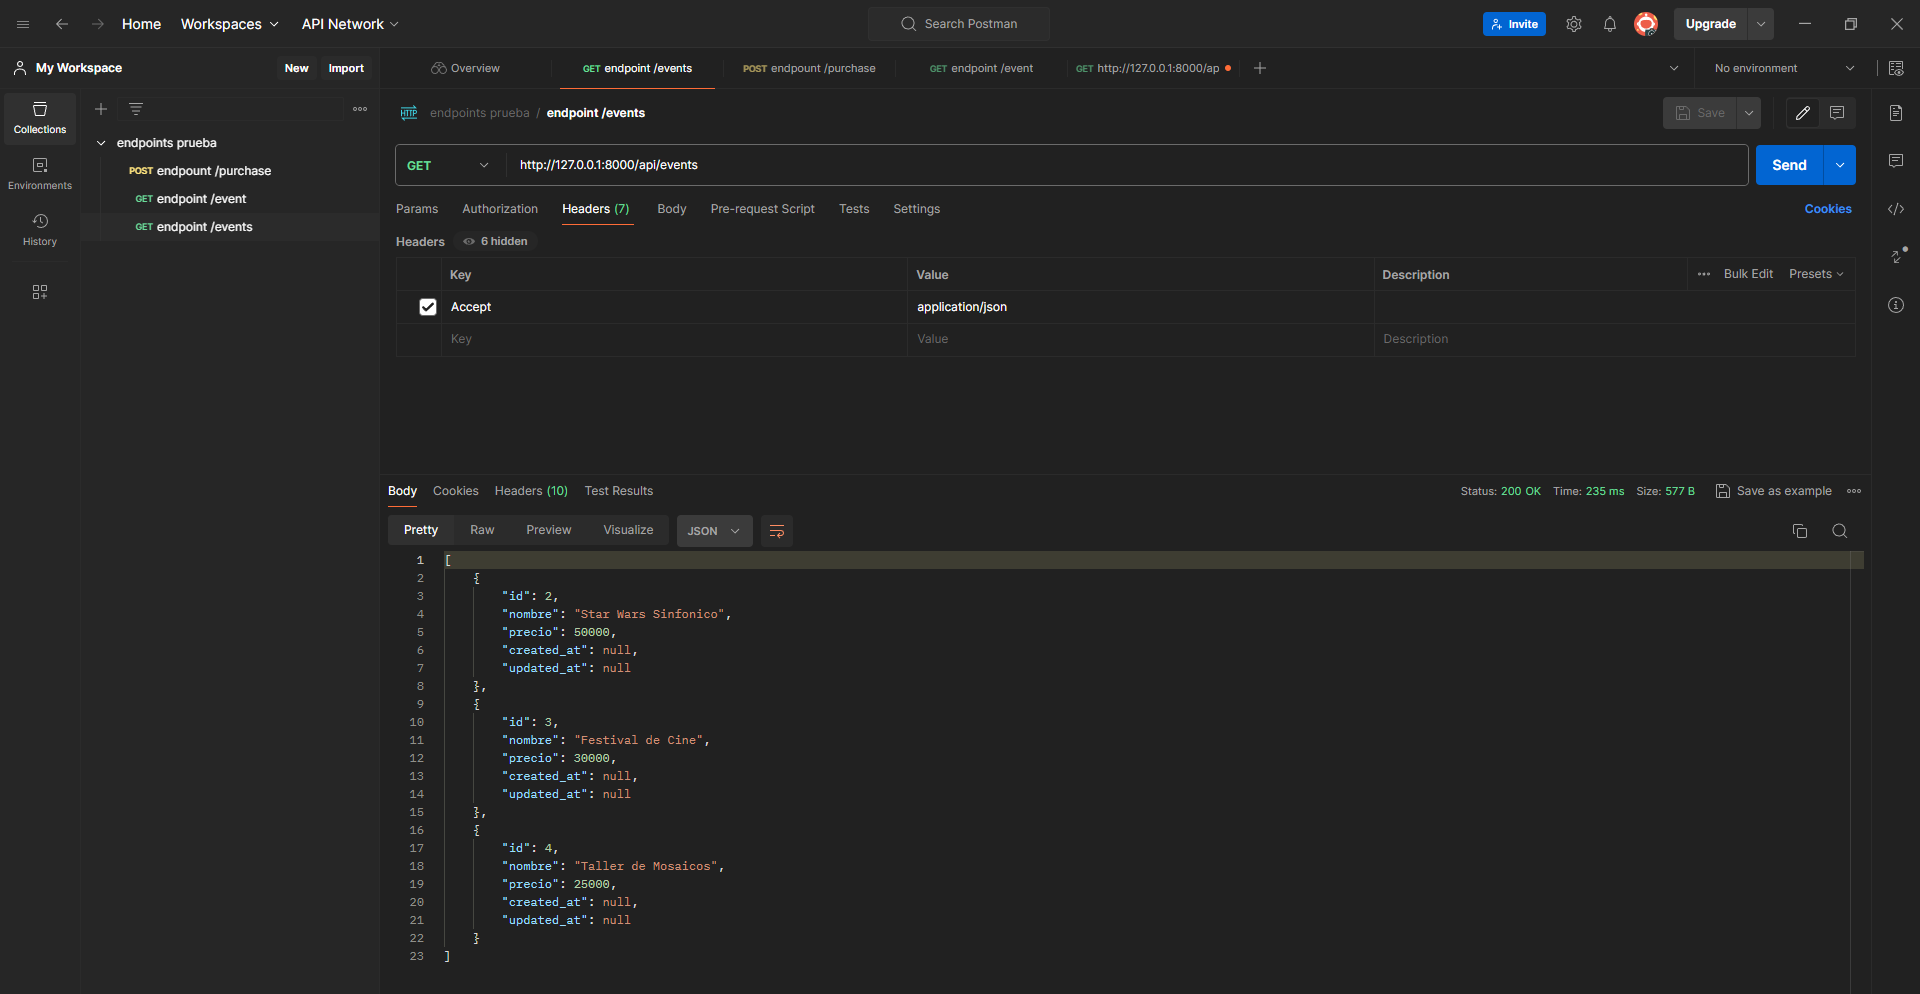 Home Workspaces API Network Search Postman Invite Upgrade
My Workspace New Import Overview GET endpoint /events POST endpount /purchase GET endpoint /event GET http://127.0.0.1:8000/ap No environment
Collections
Environments
History
endpoints prueba
POST endpount /purchase
GET endpoint /event
GET endpoint /events
HTTP endpoints prueba / endpoint /events Save
GET http://127.0.0.1:8000/api/events Send
Params Authorization Headers (7) Body Pre-request Script Tests Settings Cookies
Headers 6 hidden
Key Value Description Bulk Edit Presets
Accept application/json
Key Value Description
Body Cookies Headers (10) Test Results Status: 200 OK Time: 235 ms Size: 577 B Save as example
Pretty Raw Preview Visualize JSON
1 [
2 {
3 "id": 2,
4 "nombre": "Star Wars Sinfonico",
5 "precio": 50000,
6 "created_at": null,
7 "updated_at": null
8 },
9 {
10 "id": 3,
11 "nombre": "Festival de Cine",
12 "precio": 30000,
13 "created_at": null,
14 "updated_at": null
15 },
16 {
17 "id": 4,
18 "nombre": "Taller de Mosaicos",
19 "precio": 25000,
20 "created_at": null,
21 "updated_at": null
22 }
23 ]